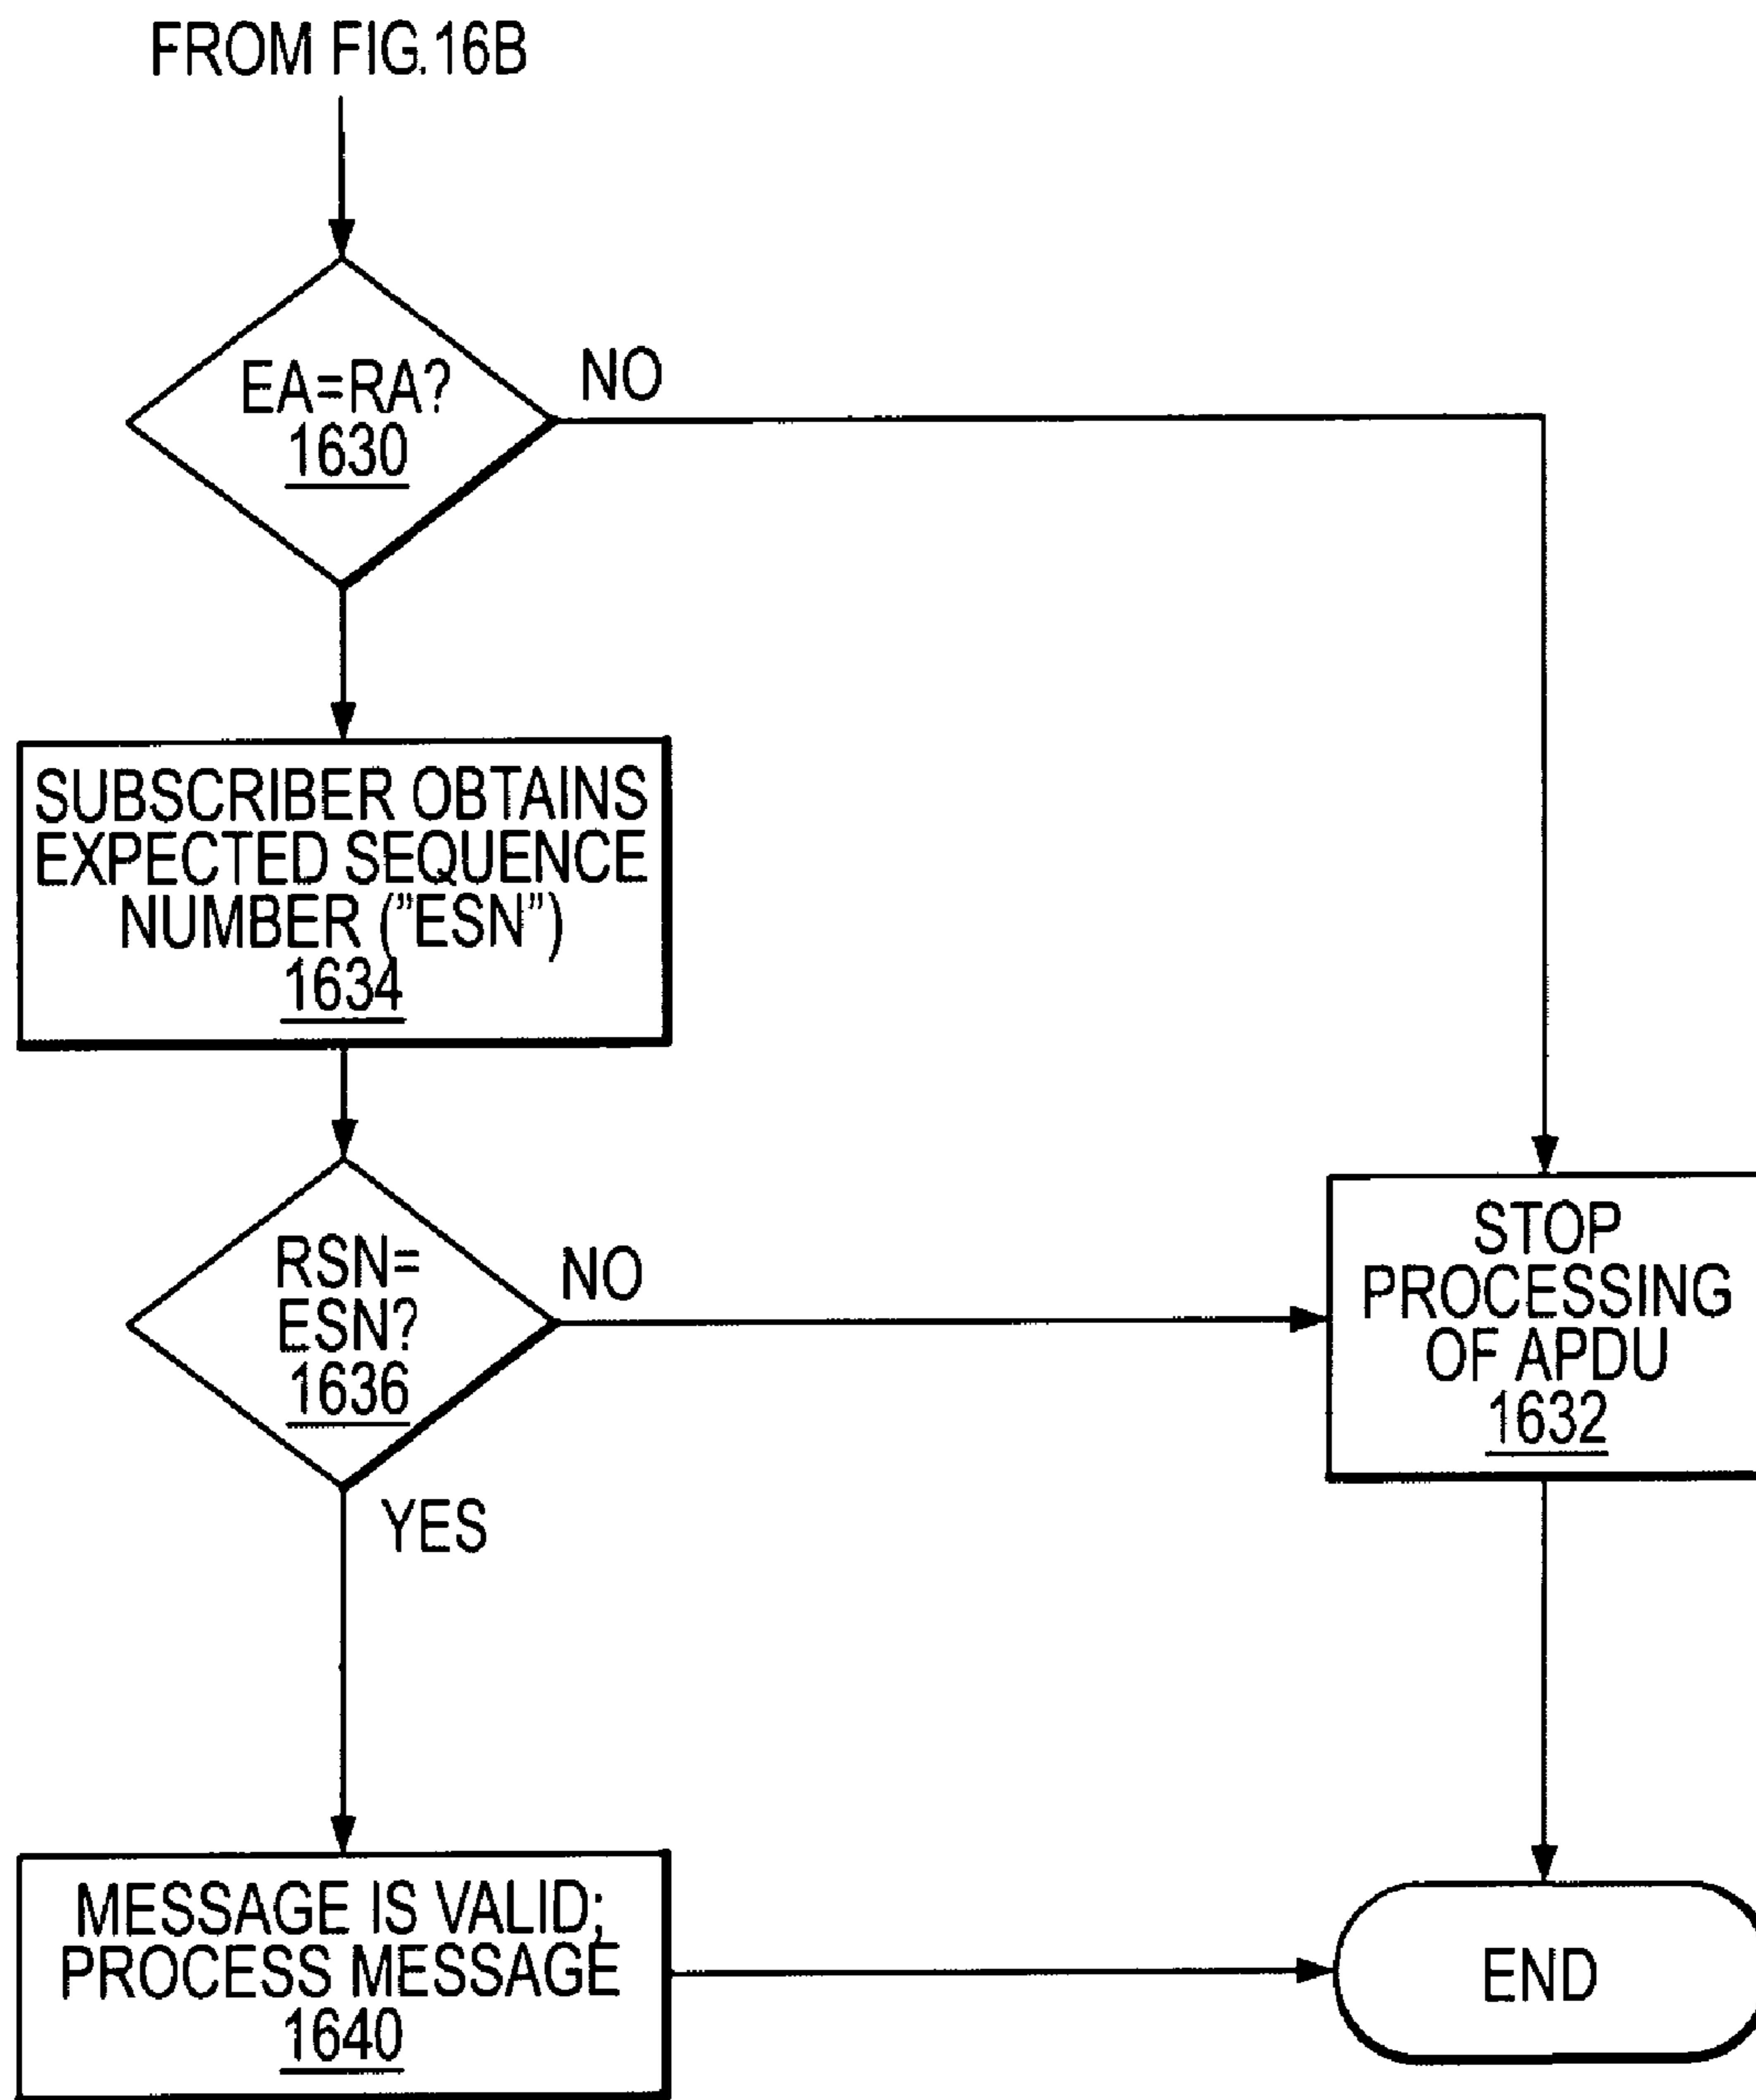 FROM FIG.16B
EA=RA?
1630
NO
SUBSCRIBER OBTAINS
EXPECTED SEQUENCE
NUMBER ("ESN")
1634
RSN=
ESN?
1636
NO
YES
STOP
PROCESSING
OF APDU
1632
MESSAGE IS VALID;
PROCESS MESSAGE
1640
END